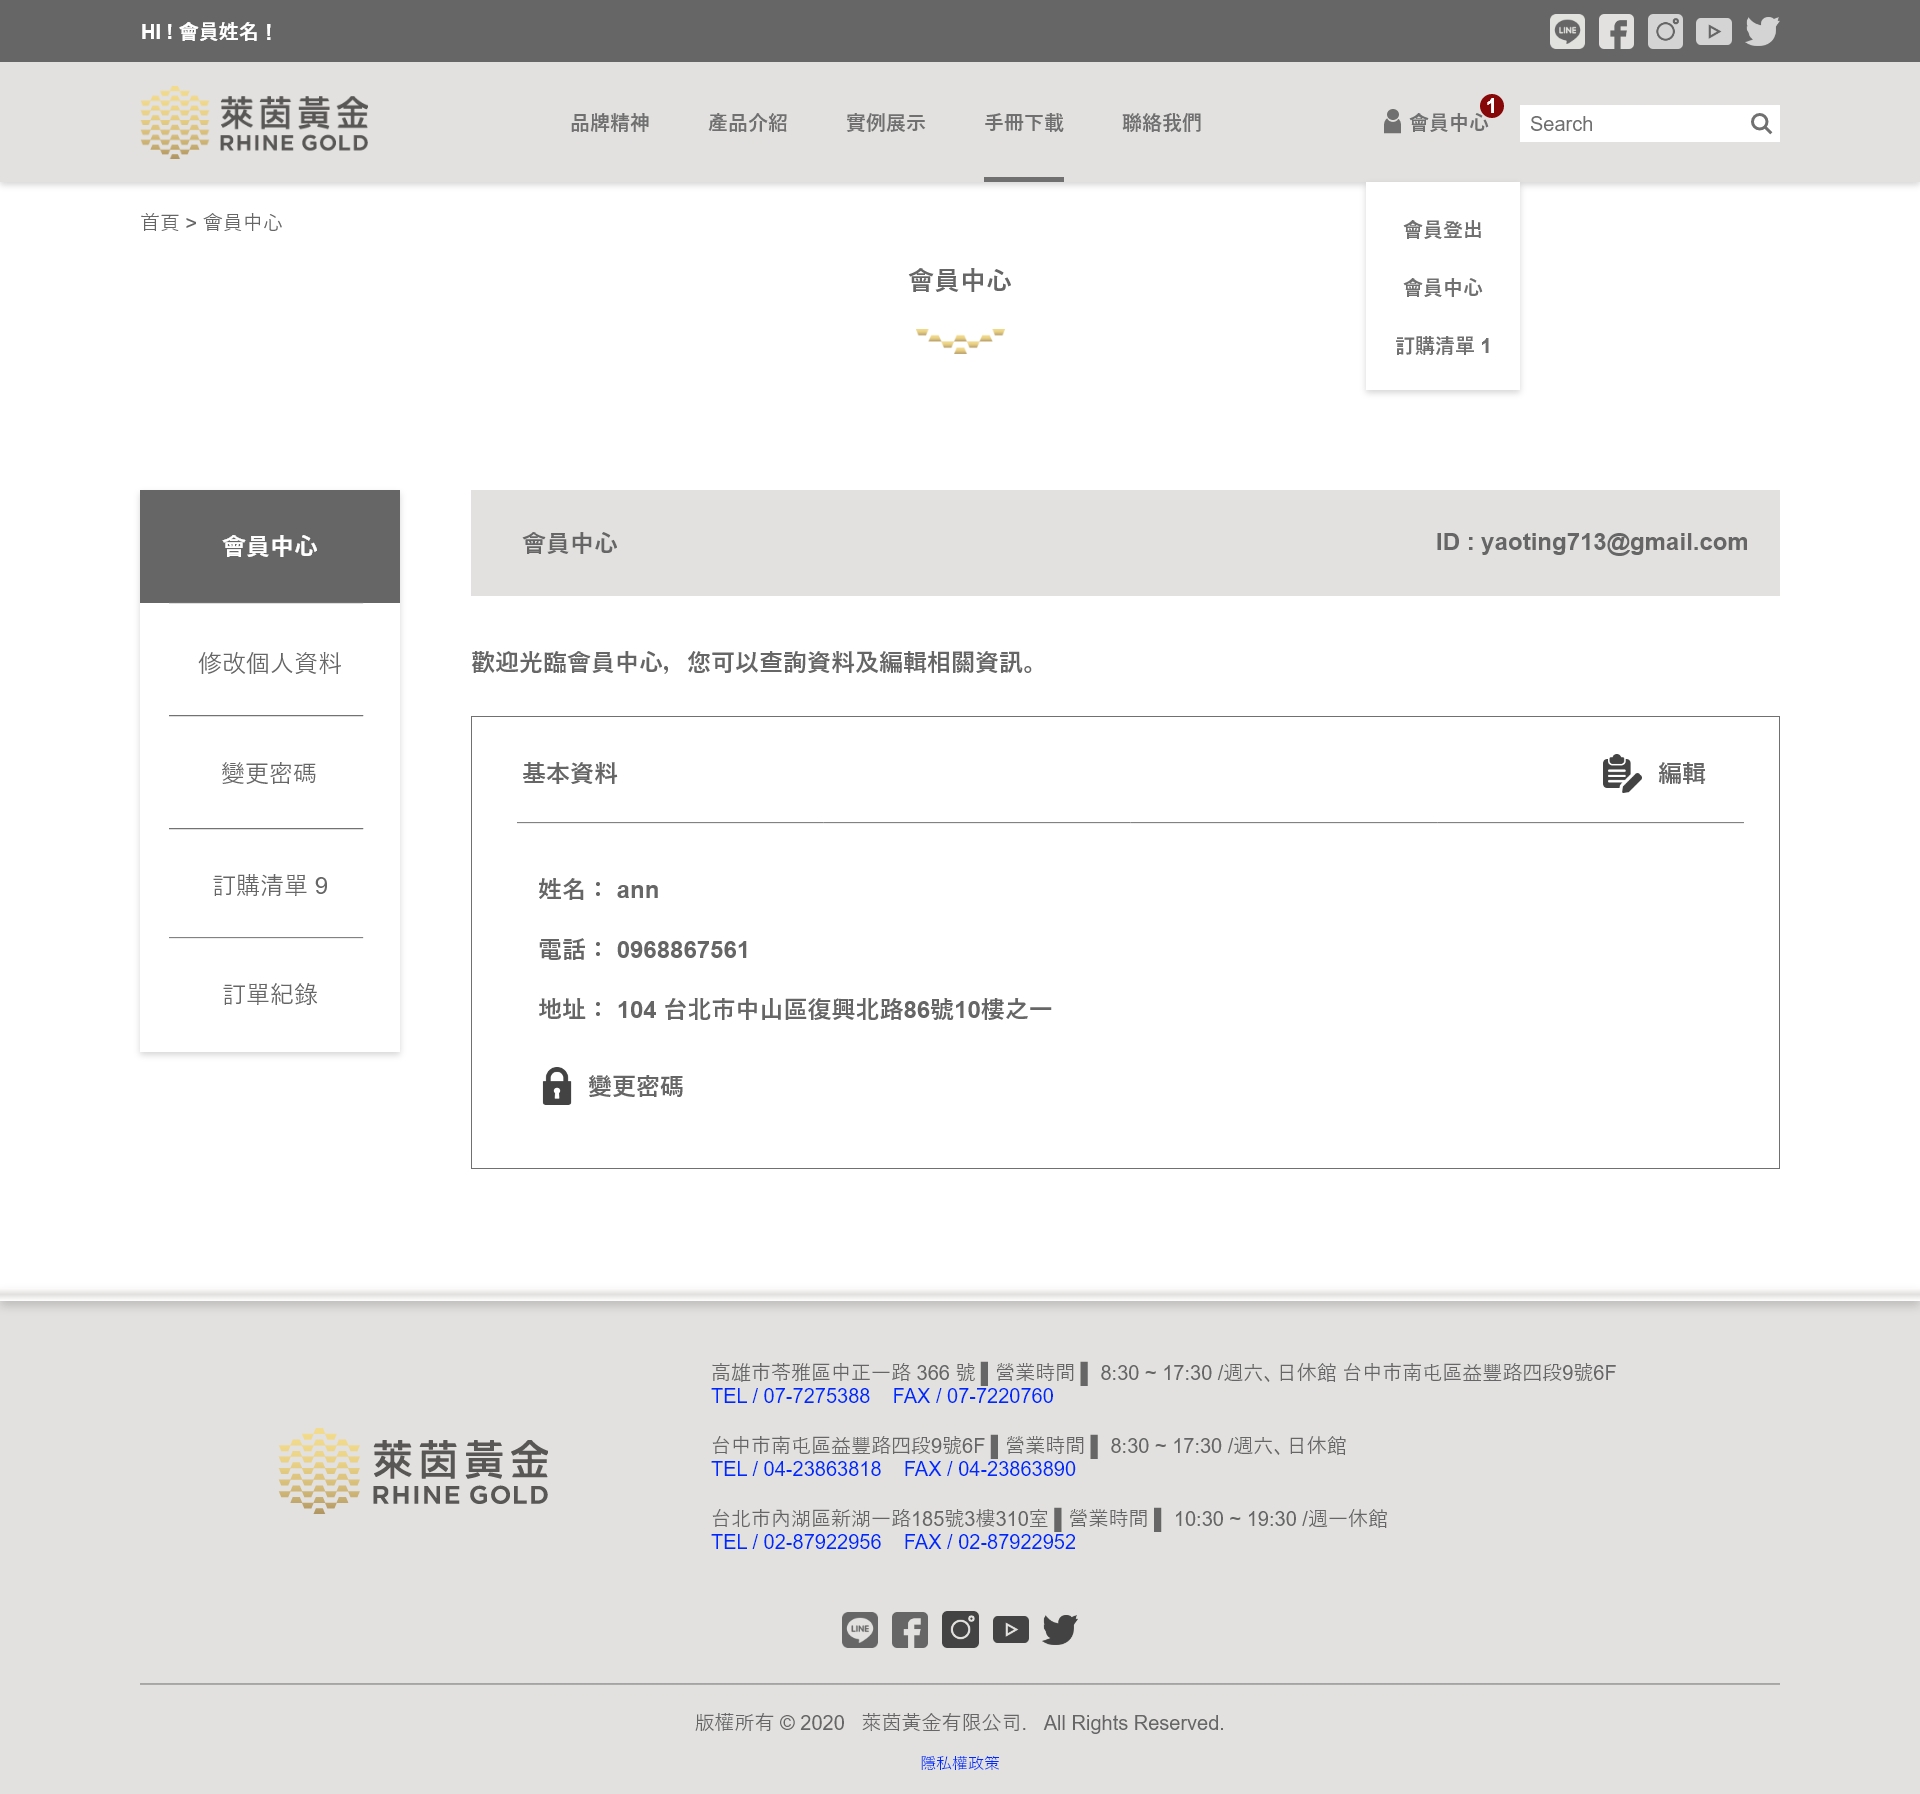 HI ! 會員姓名 !
LINE
萊茵黃金
RHINE GOLD
品牌精神
產品介紹
實例展示
手冊下載
聯絡我們
會員中心
1
Search
首頁 > 會員中心
會員登出
會員中心
訂購清單 1
會員中心
會員中心
修改個人資料
變更密碼
訂購清單 9
訂單紀錄
會員中心
ID : yaoting713@gmail.com
歡迎光臨會員中心，您可以查詢資料及編輯相關資訊。
基本資料
編輯
姓名： ann
電話： 0968867561
地址： 104 台北市中山區復興北路86號10樓之一
變更密碼
萊茵黃金
RHINE GOLD
高雄市苓雅區中正一路 366 號 ▌營業時間 ▌ 8:30 ~ 17:30 /週六、日休館 台中市南屯區益豐路四段9號6F
TEL / 07-7275388    FAX / 07-7220760
台中市南屯區益豐路四段9號6F ▌營業時間 ▌ 8:30 ~ 17:30 /週六、日休館
TEL / 04-23863818    FAX / 04-23863890
台北市內湖區新湖一路185號3樓310室 ▌營業時間 ▌ 10:30 ~ 19:30 /週一休館
TEL / 02-87922956    FAX / 02-87922952
LINE
版權所有 © 2020   萊茵黃金有限公司.   All Rights Reserved.
隱私權政策